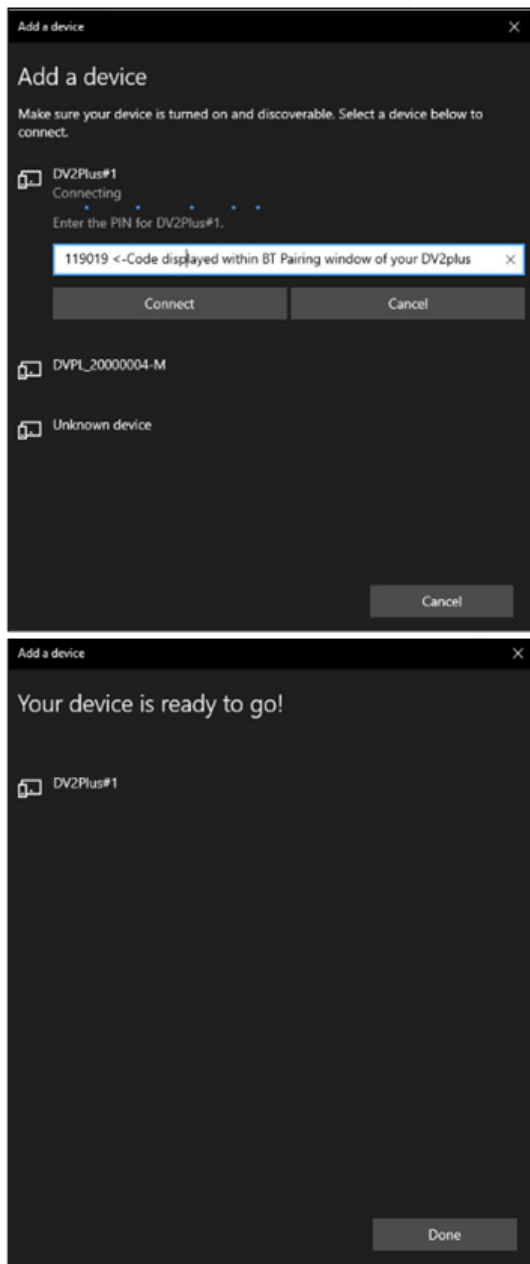 Add a device
Add a device
Make sure your device is turned on and discoverable. Select a device below to
connect.
DV2Plus#1
Connecting
Enter the PIN for DV2Plus#1.
119019 <-Code displayed within BT Pairing window of your DV2plus
Connect
Cancel
DVPL_20000004-M
Unknown device
Cancel
Add a device
Your device is ready to go!
DV2Plus#1
Done